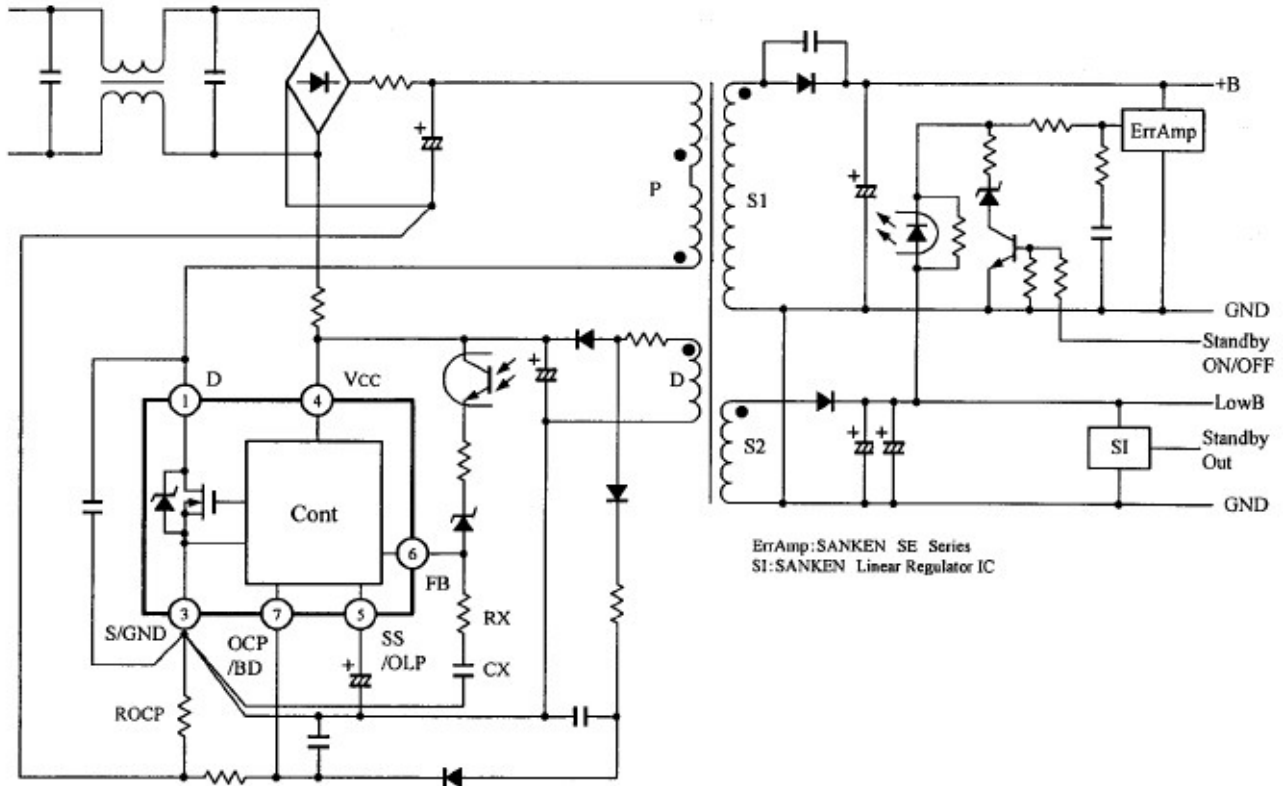 +B
ErrAmp
P
S1
GND
Standby
ON/OFF
D
VCC
D
LowB
S2
SI
Standby
Out
Cont
GND
1
4
6
FB
ErrAmp:SANKEN SE Series
SI:SANKEN Linear Regulator IC
3
7
5
S/GND
OCP
/BD
SS
/OLP
RX
CX
ROCP
+
+
+
+
+
+